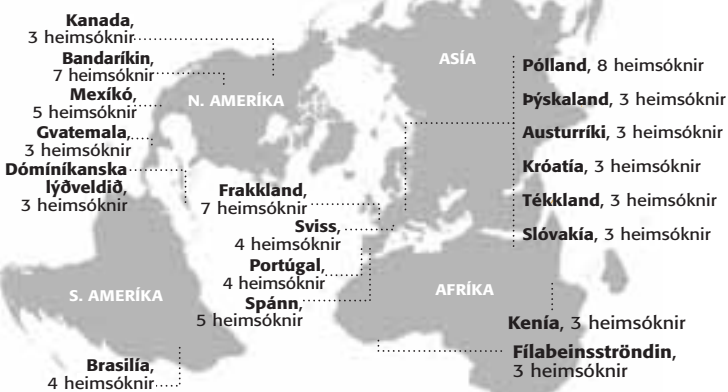 Kanada,
3 heimsóknir
Bandaríkin,
7 heimsóknir
Mexíkó,
5 heimsóknir
Gvatemala,
3 heimsóknir
Dómíníkanska
lýðveldið,
3 heimsóknir
N. AMERÍKA
S. AMERÍKA
Brasilía,
4 heimsóknir
Frakkland,
7 heimsóknir
Sviss,
4 heimsóknir
Portúgal,
4 heimsóknir
Spánn,
5 heimsóknir
ASÍA
AFRÍKA
Pólland, 8 heimsóknir
Þýskaland, 3 heimsóknir
Austurríki, 3 heimsóknir
Króatía, 3 heimsóknir
Tékkland, 3 heimsóknir
Slóvakía, 3 heimsóknir
Kenía, 3 heimsóknir
Fílabeinsströndin,
3 heimsóknir